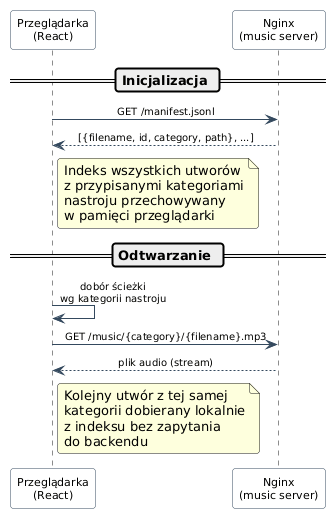 Przeglądarka
(React)
Nginx
(music server)
Inicjalizacja
GET /manifest.jsonl
[{filename, id, category, path}, ...]
Indeks wszystkich utworów
z przypisanymi kategoriami
nastroju przechowywany
w pamięci przeglądarki
Odtwarzanie
dobór ścieżki
wg kategorii nastroju
GET /music/{category}/{filename}.mp3
plik audio (stream)
Kolejny utwór z tej samej
kategorii dobierany lokalnie
z indeksu bez zapytania
do backendu
Przeglądarka
(React)
Nginx
(music server)